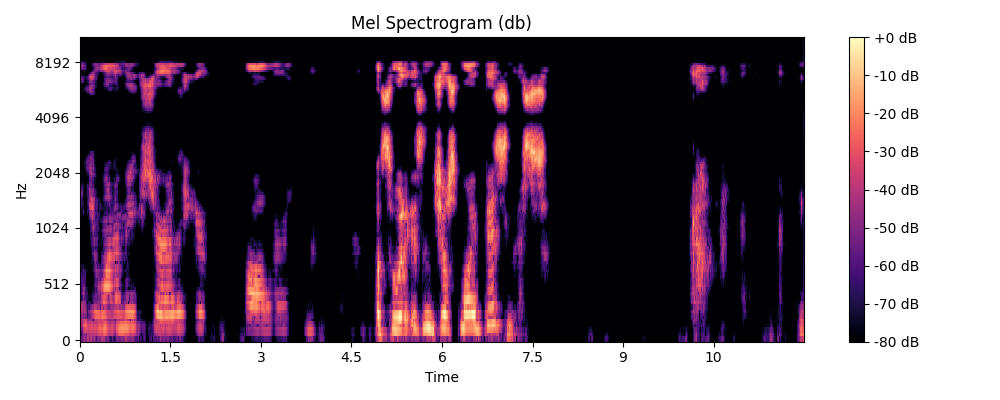 Mel Spectrogram (db)
Hz
8192
4096
2048
1024
512
0
0 1.5 3 4.5 6 7.5 9 10
Time
+0 dB
-10 dB
-20 dB
-30 dB
-40 dB
-50 dB
-60 dB
-70 dB
-80 dB